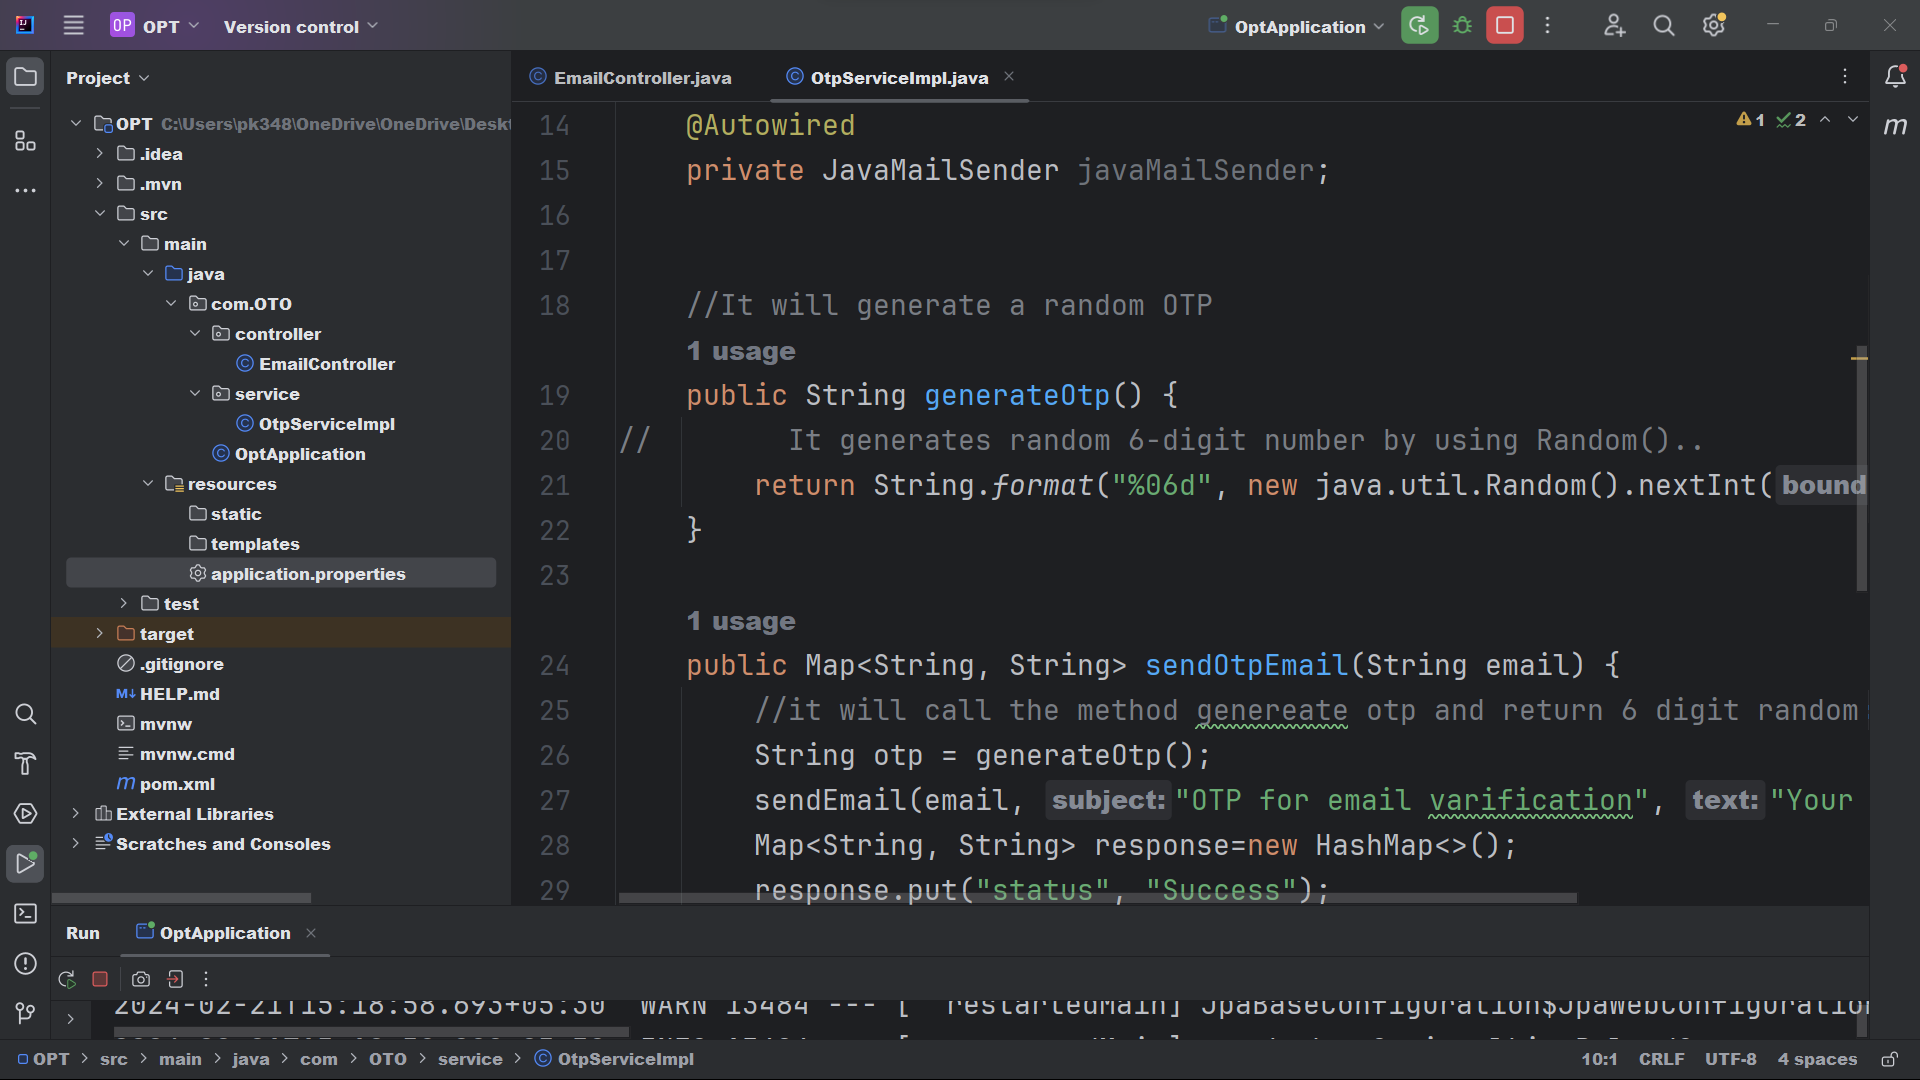 OP OPT Version control OptApplication
Project
EmailController.java OtpServiceImpl.java
OPT C:\Users\pk348\OneDrive\OneDrive\Deskt
.idea
.mvn
src
main
java
com.OTO
controller
EmailController
service
OtpServiceImpl
OptApplication
resources
static
templates
application.properties
test
target
.gitignore
M↓ HELP.md
mvnw
mvnw.cmd
m pom.xml
External Libraries
Scratches and Consoles
1 2
m
14 @Autowired
15 private JavaMailSender javaMailSender;
16
17
18 //It will generate a random OTP
1 usage
19 public String generateOtp() {
20 // It generates random 6-digit number by using Random()..
21 return String.format("%06d", new java.util.Random().nextInt( bound
22 }
23
1 usage
24 public Map<String, String> sendOtpEmail(String email) {
25 //it will call the method genereate otp and return 6 digit random
26 String otp = generateOtp();
27 sendEmail(email, subject: "OTP for email varification", text: "Your
28 Map<String, String> response=new HashMap<>();
29 response.put("status", "Success");
Run OptApplication
2024-02-21T15:18:58.693+05:30 WARN 13484 --- [ restartedMain] JpaBaseConfiguration$JpaWebConfiguration
OPT > src > main > java > com > OTO > service > OtpServiceImpl
10:1 CRLF UTF-8 4 spaces